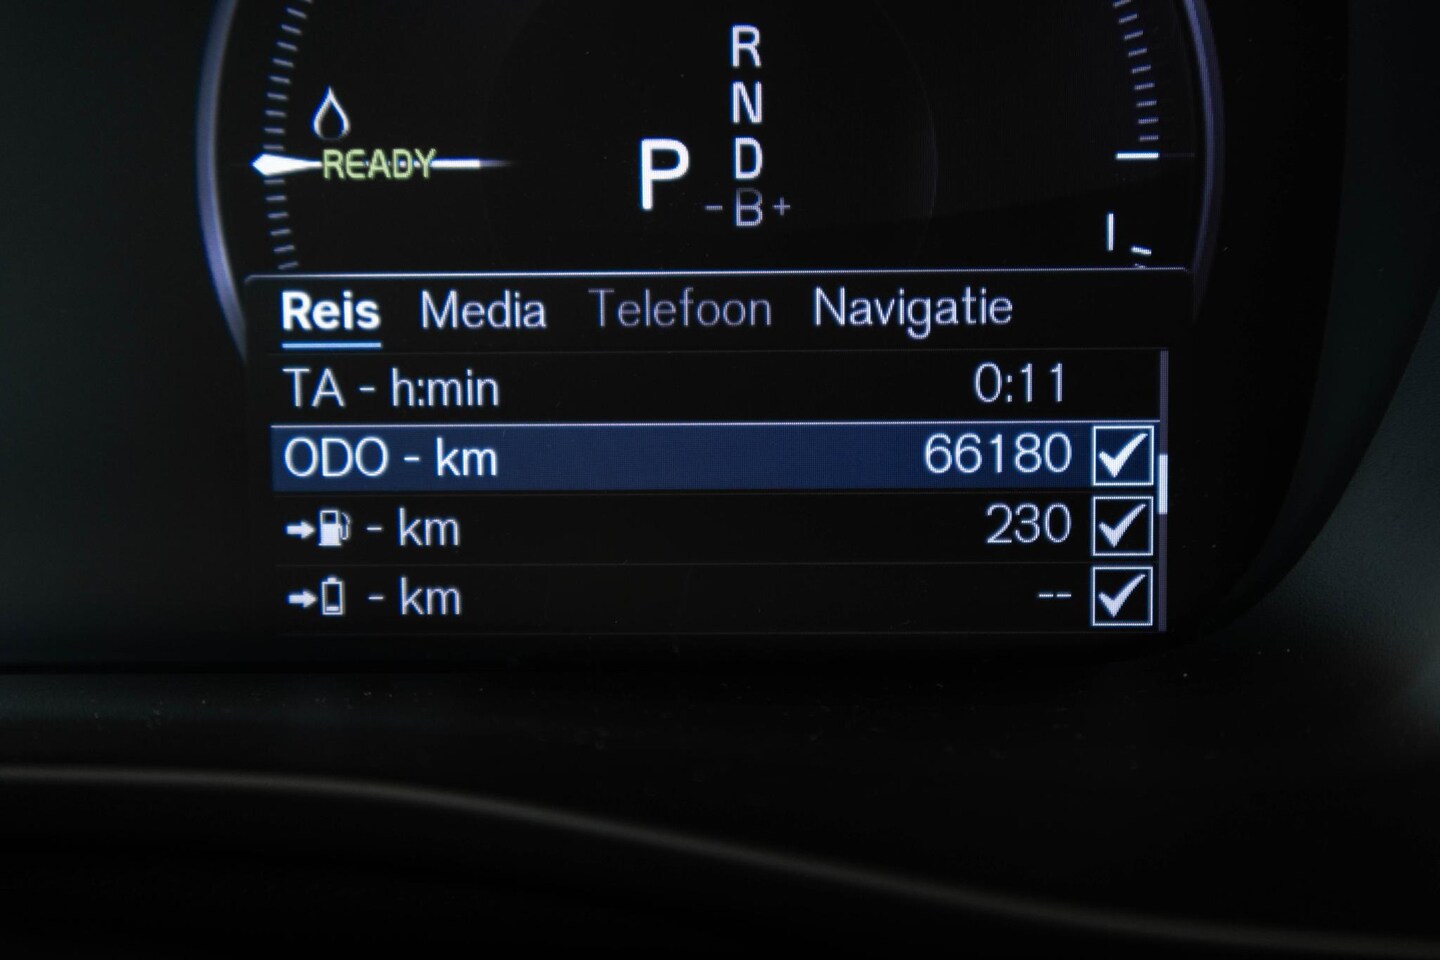 R
N
READY
P D
- B +
Reis Media Telefoon Navigatie
TA - h:min 0:11
ODO - km 66180
- km 230
- km --